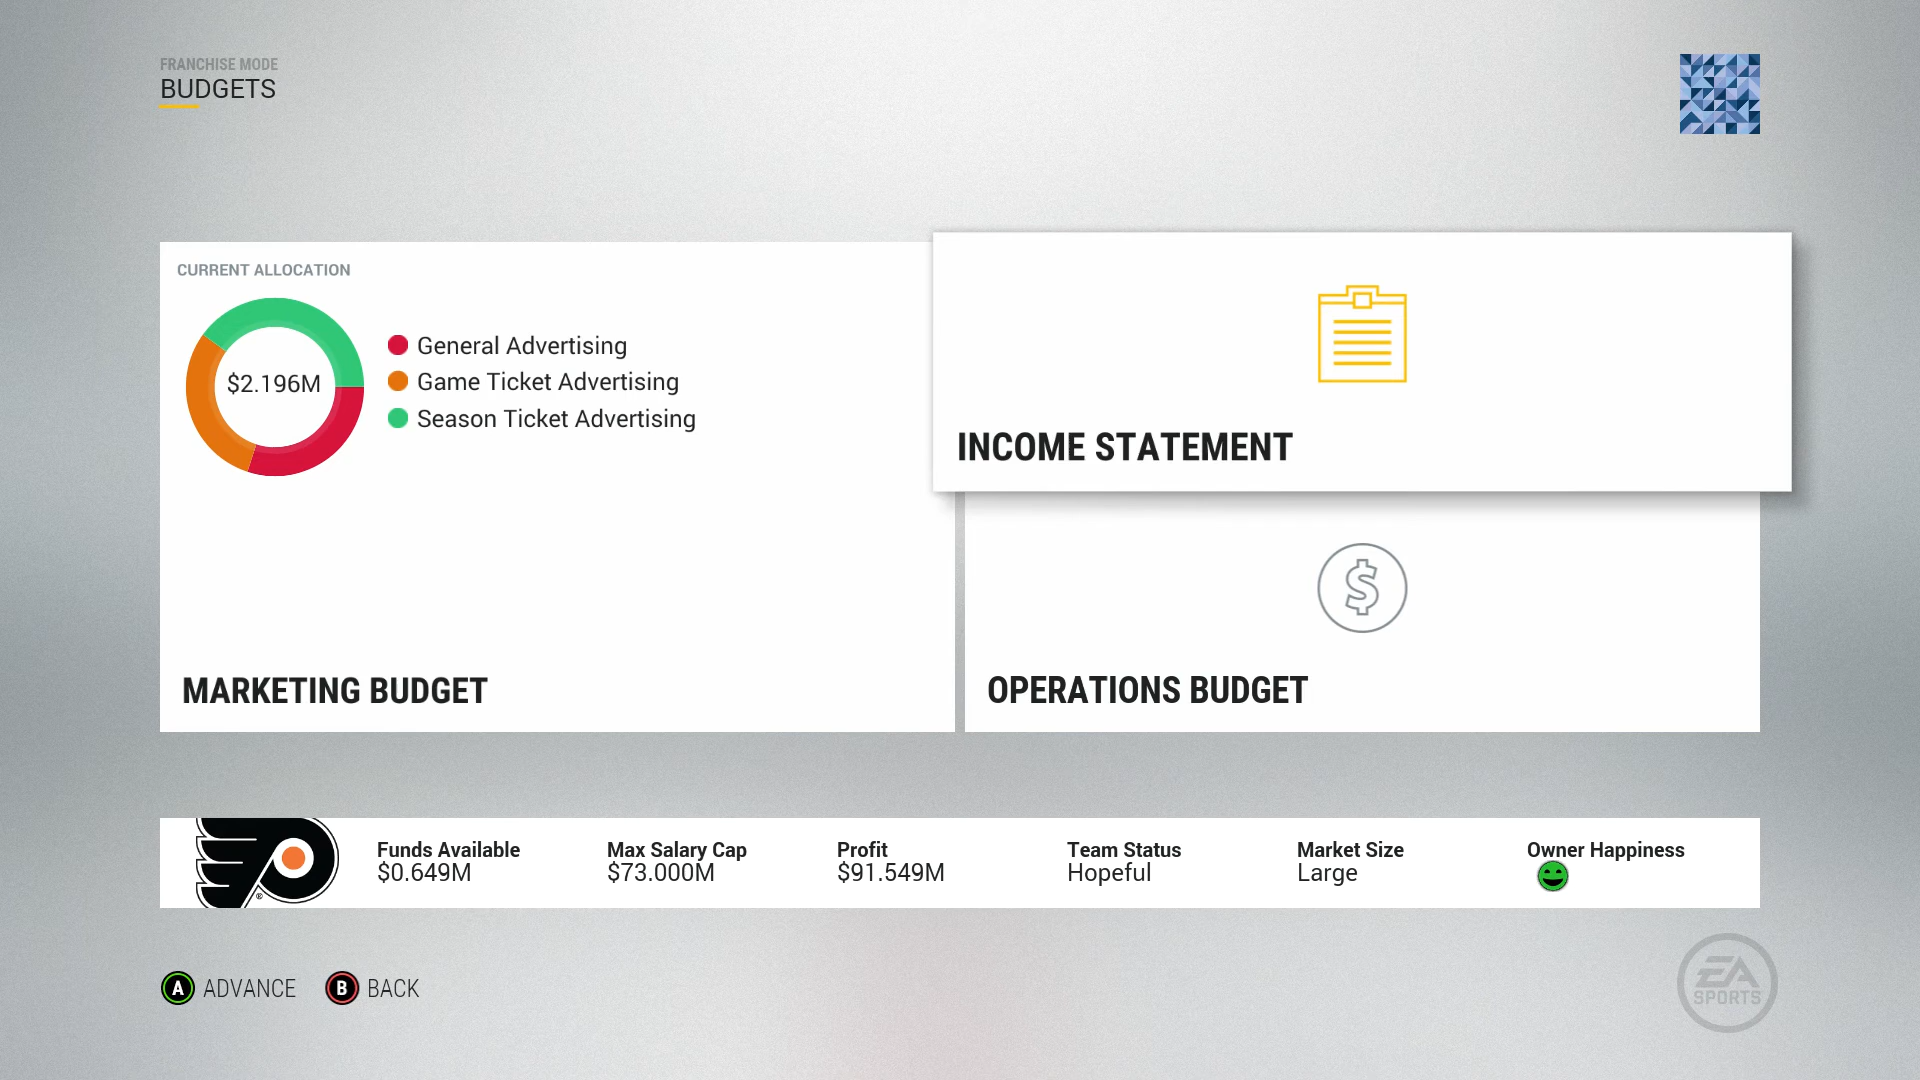 FRANCHISE MODE
BUDGETS
CURRENT ALLOCATION
$2.196M
General Advertising
Game Ticket Advertising
Season Ticket Advertising
MARKETING BUDGET
INCOME STATEMENT
$
OPERATIONS BUDGET
Funds Available
$0.649M
Max Salary Cap
$73.000M
Profit
$91.549M
Team Status
Hopeful
Market Size
Large
Owner Happiness
®
A ADVANCE
B BACK
EA
SPORTS